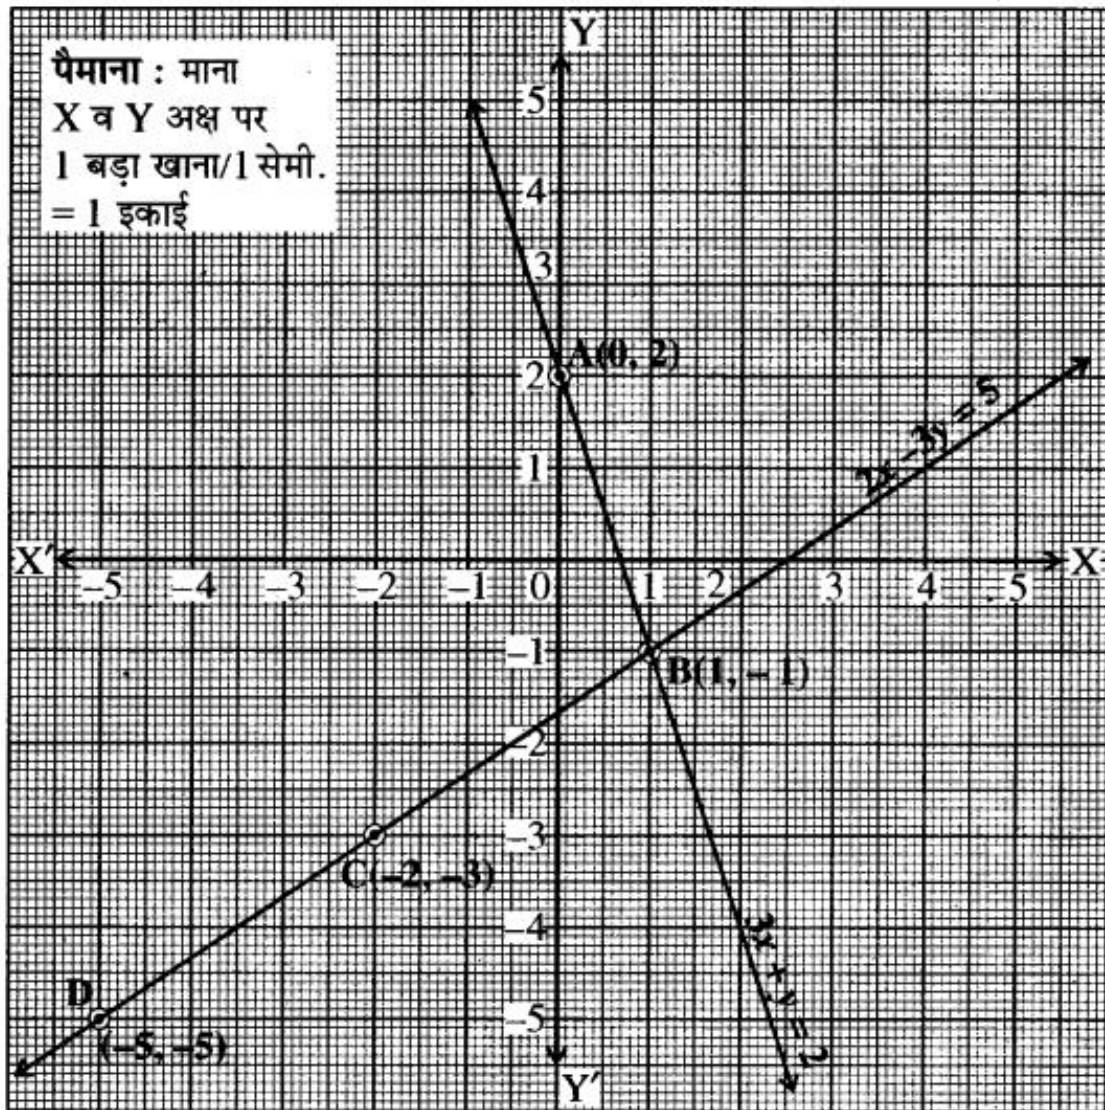 पैमाना : माना
X व Y अक्ष पर
1 बड़ा खाना/1 सेमी.
= 1 इकाई
Y
5
4
3
A(0, 2)
2
2x –3y = 5
1
X′
X
–5 –4 –3 –2 –1 0 1 2 3 4 5
–1
B(1, – 1)
–2
–3
C(–2, –3)
–4
3x + y = 2
D
–5
(–5, –5)
Y′